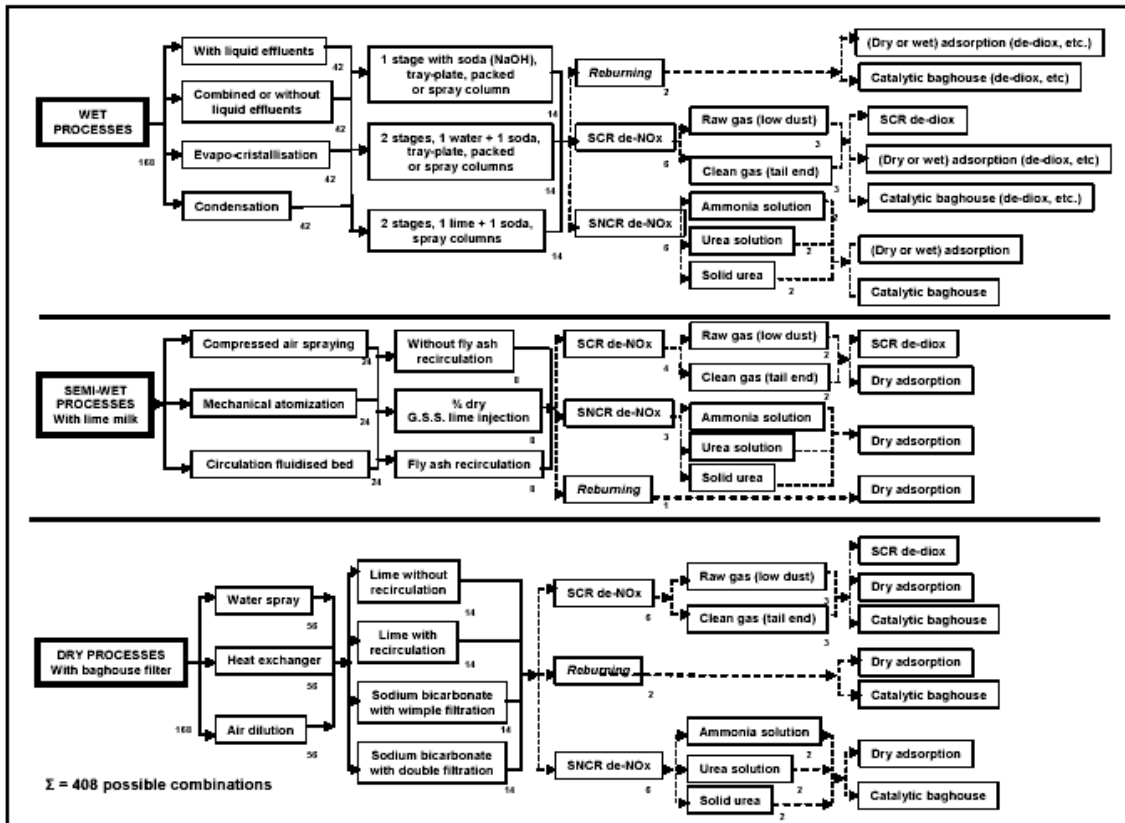 WET
PROCESSES
168
With liquid effluents
42
Combined or without
liquid effluents
42
Evapo-cristallisation
42
Condensation
42
1 stage with soda (NaOH),
tray-plate, packed
or spray column
14
2 stages, 1 water + 1 soda,
tray-plate, packed
or spray columns
14
2 stages, 1 lime + 1 soda,
spray columns
14
Reburning
2
SCR de-NOx
6
SNCR de-NOx
6
Raw gas (low dust)
3
Clean gas (tail end)
3
Ammonia solution
2
Urea solution
2
Solid urea
2
(Dry or wet) adsorption (de-diox, etc.)
Catalytic baghouse (de-diox, etc)
SCR de-diox
(Dry or wet) adsorption (de-diox, etc)
Catalytic baghouse (de-diox, etc.)
(Dry or wet) adsorption
Catalytic baghouse
SEMI-WET
PROCESSES
With lime milk
Compressed air spraying
24
Mechanical atomization
24
Circulation fluidised bed
24
Without fly ash
recirculation
8
¾ dry
G.S.S. lime injection
8
Fly ash recirculation
8
SCR de-NOx
4
SNCR de-NOx
3
Reburning
1
Raw gas (low dust)
2
Clean gas (tail end)
2
Ammonia solution
Urea solution
Solid urea
SCR de-diox
Dry adsorption
Dry adsorption
Dry adsorption
DRY PROCESSES
With baghouse filter
168
Water spray
56
Heat exchanger
56
Air dilution
56
Lime without
recirculation
14
Lime with
recirculation
14
Sodium bicarbonate
with wimple filtration
14
Sodium bicarbonate
with double filtration
14
SCR de-NOx
6
Reburning
2
SNCR de-NOx
6
Raw gas (low dust)
3
Clean gas (tail end)
3
Ammonia solution
2
Urea solution
2
Solid urea
2
SCR de-diox
Dry adsorption
Catalytic baghouse
Dry adsorption
Catalytic baghouse
Dry adsorption
Catalytic baghouse
Σ = 408 possible combinations